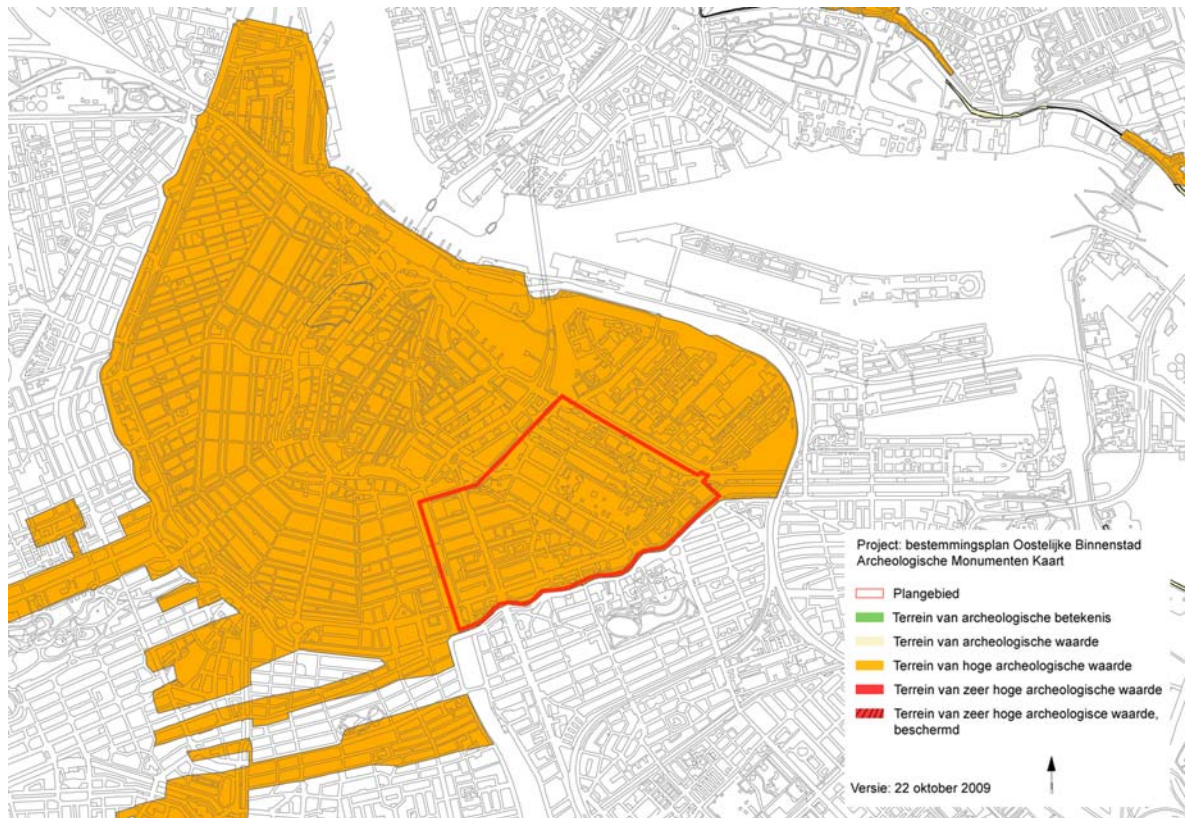 Project: bestemmingsplan Oostelijke Binnenstad
Archeologische Monumenten Kaart
Plangebied
Terrein van archeologische betekenis
Terrein van archeologische waarde
Terrein van hoge archeologische waarde
Terrein van zeer hoge archeologische waarde
Terrein van zeer hoge archeologisce waarde,
beschermd
Versie: 22 oktober 2009